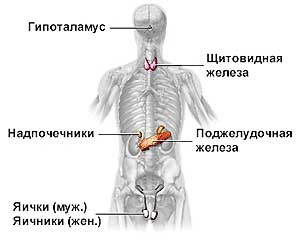 Гипоталамус
Щитовидная
железа
Надпочечники
Поджелудочная
железа
Яички (муж.)
Яичники (жен.)